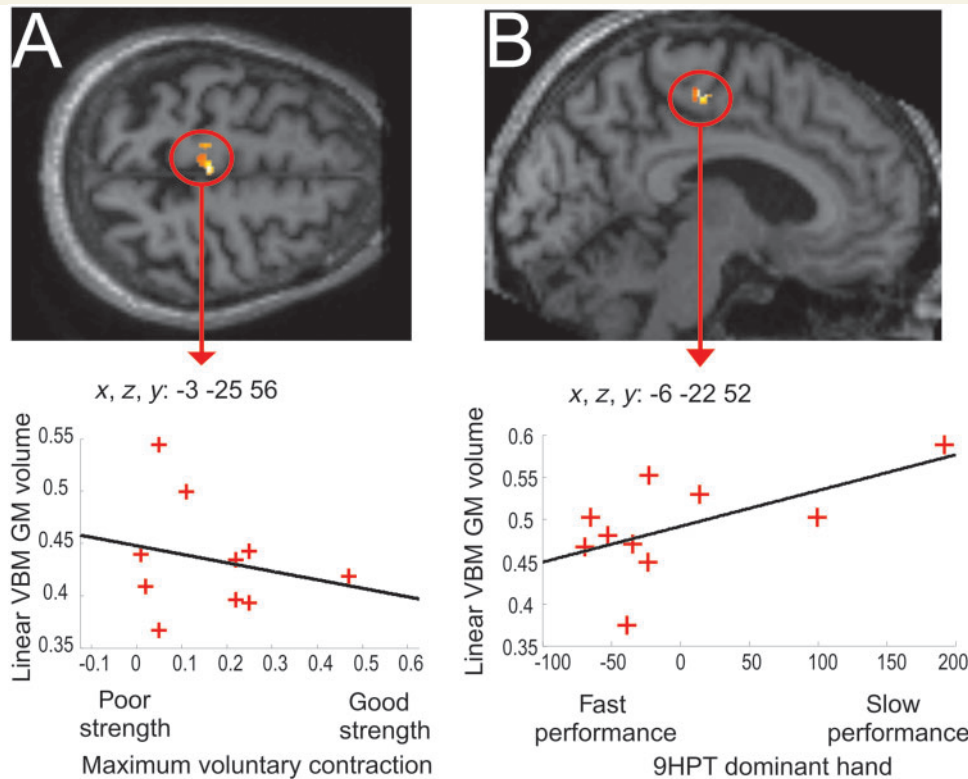 A
B
x, z, y: -3 -25 56
x, z, y: -6 -22 52
Linear VBM GM volume
0.55
0.5
0.45
0.4
0.35
-0.1 0 0.1 0.2 0.3 0.4 0.5 0.6
Poor
strength
Good
strength
Maximum voluntary contraction
Linear VBM GM volume
0.6
0.55
0.5
0.45
0.4
0.35
-100 -50 0 50 100 150 200
Fast
performance
Slow
performance
9HPT dominant hand